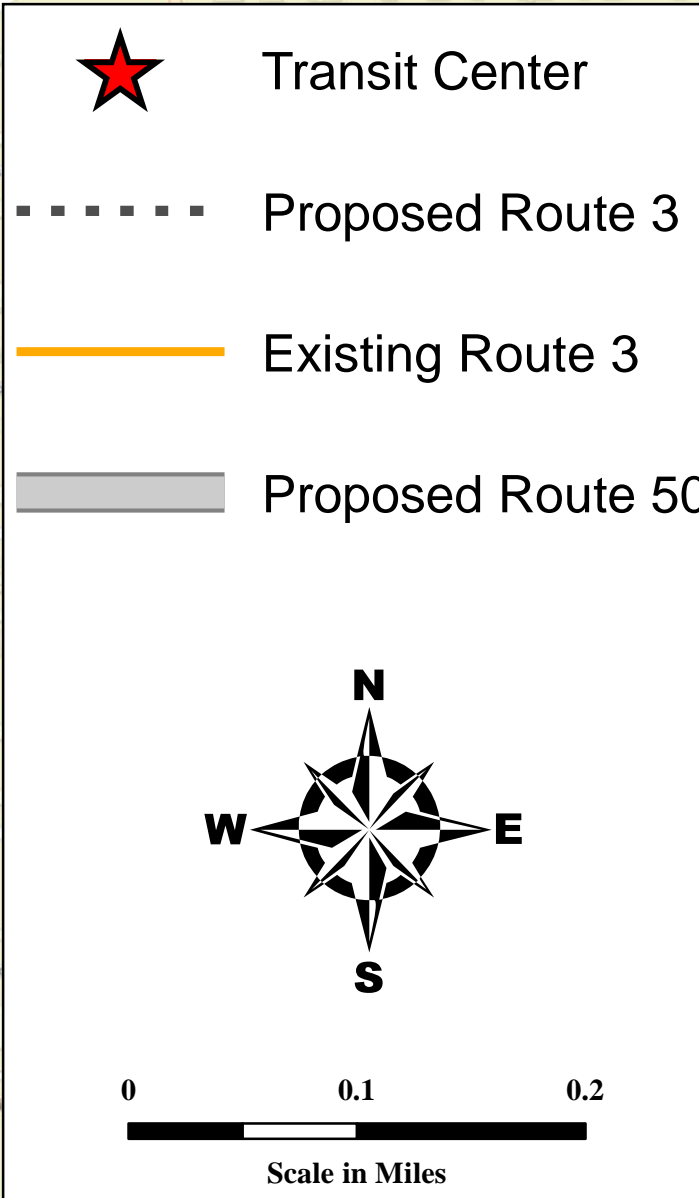 Transit Center
Proposed Route 3
Existing Route 3
Proposed Route 50
N
W E
S
0 0.1 0.2
Scale in Miles